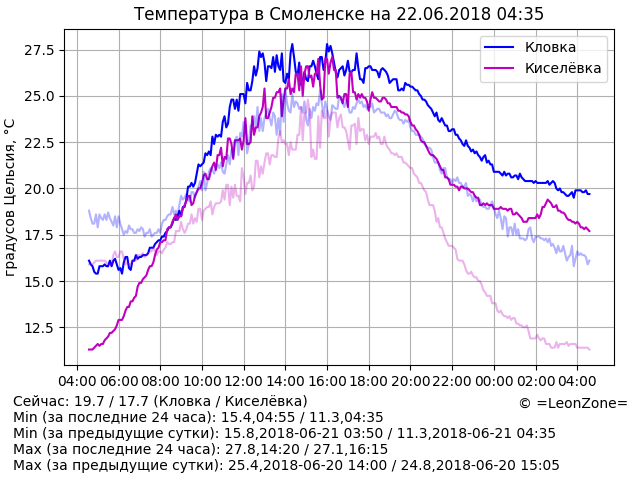 Температура в Смоленске на 22.06.2018 04:35
градусов Цельсия, °C
27.5
25.0
22.5
20.0
17.5
15.0
12.5
Кловка
Киселёвка
04:00 06:00 08:00 10:00 12:00 14:00 16:00 18:00 20:00 22:00 00:00 02:00 04:00
Сейчас: 19.7 / 17.7 (Кловка / Киселёвка)
© =LeonZone=
Min (за последние 24 часа): 15.4,04:55 / 11.3,04:35
Min (за предыдущие сутки): 15.8,2018-06-21 03:50 / 11.3,2018-06-21 04:35
Max (за последние 24 часа): 27.8,14:20 / 27.1,16:15
Max (за предыдущие сутки): 25.4,2018-06-20 14:00 / 24.8,2018-06-20 15:05